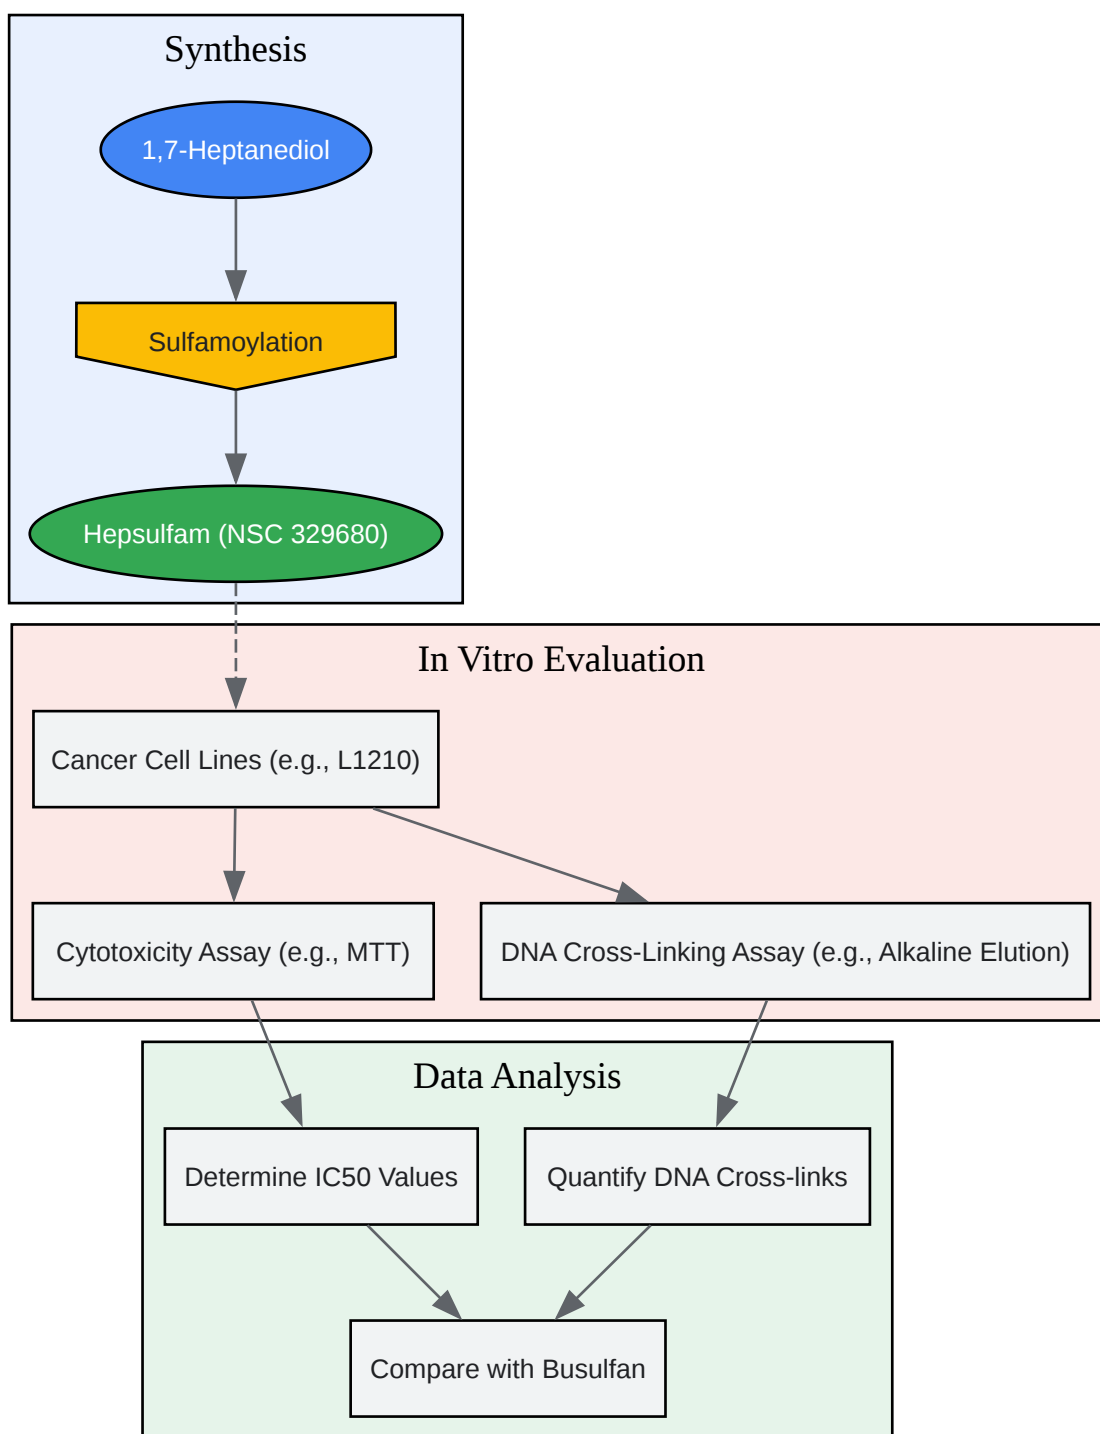 Synthesis
1,7-Heptanediol
Sulfamoylation
Hepsulfam (NSC 329680)
In Vitro Evaluation
Cancer Cell Lines (e.g., L1210)
Cytotoxicity Assay (e.g., MTT)
DNA Cross-Linking Assay (e.g., Alkaline Elution)
Data Analysis
Determine IC50 Values
Quantify DNA Cross-links
Compare with Busulfan